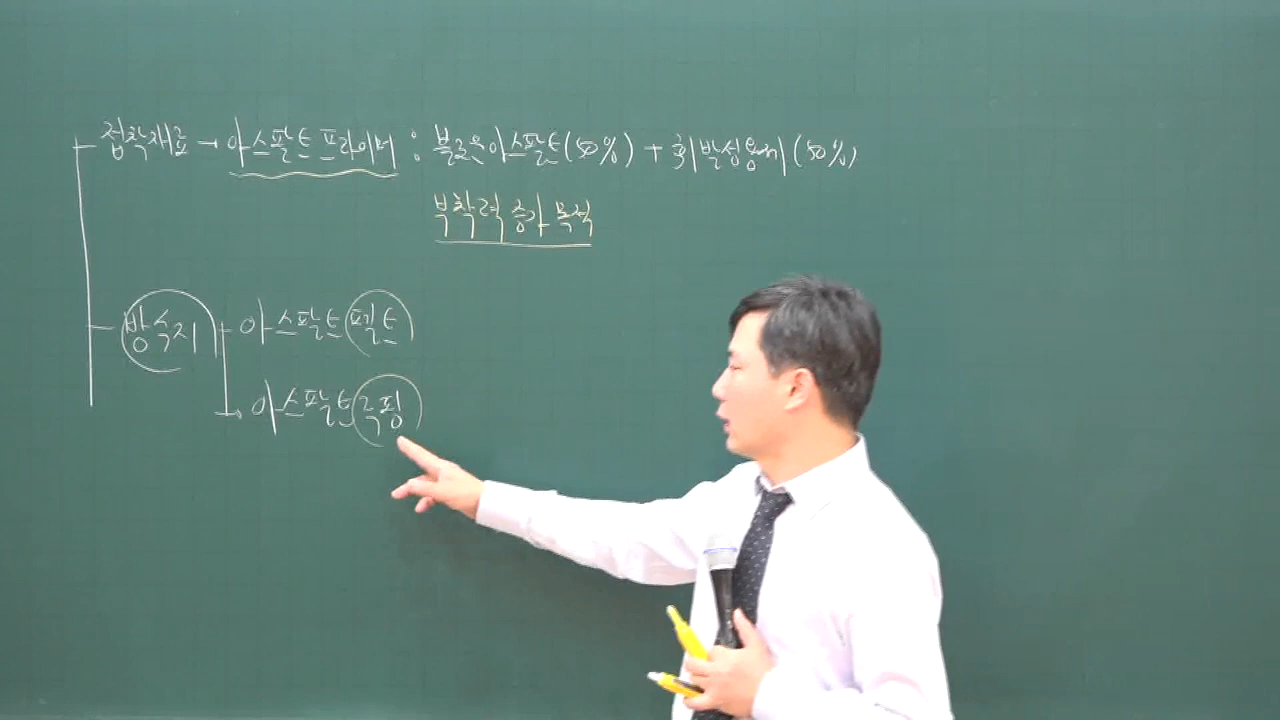 접착재료 → 아스팔트 프라이머 : 블로운아스팔트(50%) + 휘발성용제(50%)
부착력 증가 목적
방수지 아스팔트 펠트
아스팔트 루핑